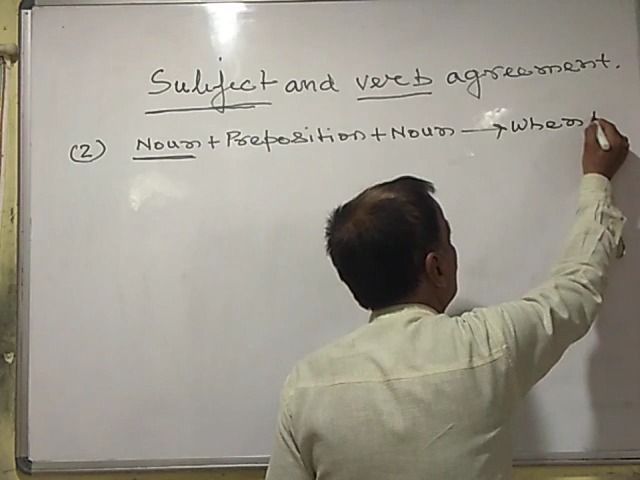 Subject and verb agreement.
(2) Noun + Preposition + Noun → When